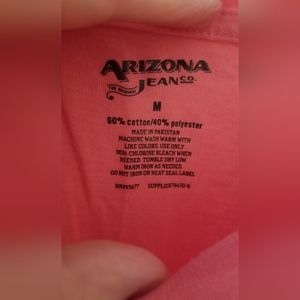 ARIZONA
THE ORIGINAL JEAN CO.
M
60% cotton/40% polyester
MADE IN PAKISTAN
MACHINE WASH WARM WITH
LIKE COLORS. USE ONLY
NON-CHLORINE BLEACH WHEN
NEEDED. TUMBLE DRY LOW.
WARM IRON AS NEEDED.
DO NOT IRON ON HEAT SEAL LABEL